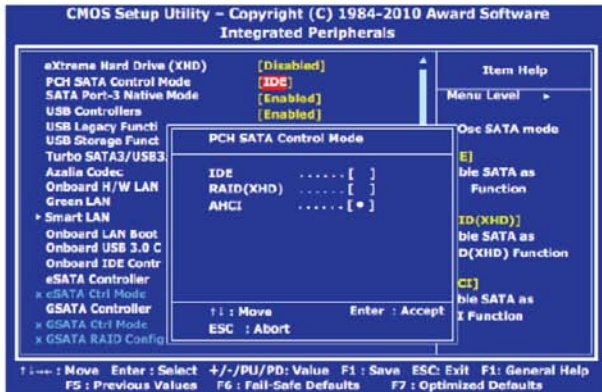 CMOS Setup Utility – Copyright (C) 1984-2010 Award Software
Integrated Peripherals
eXtreme Hard Drive (XHD) [Disabled]
PCH SATA Control Mode [IDE]
SATA Port-3 Native Mode [Enabled]
USB Controllers [Enabled]
USB Legacy Functi
USB Storage Funct
Turbo SATA3/USB3.
Azalia Codec
Onboard H/W LAN
Green LAN
▸ Smart LAN
Onboard LAN Boot
Onboard USB 3.0 C
Onboard IDE Contr
eSATA Controller
x eSATA Ctrl Mode
GSATA Controller
x GSATA Ctrl Mode
x GSATA RAID Config
PCH SATA Control Mode
IDE ......[ ]
RAID(XHD) ......[ ]
AHCI ......[•]
↑↓ : Move Enter : Accept
ESC : Abort
Item Help
Menu Level ▸
Osc SATA mode
E]
ble SATA as
Function
ID(XHD)]
ble SATA as
D(XHD) Function
CI]
ble SATA as
I Function
↑↓→← : Move Enter : Select +/-/PU/PD: Value F1 : Save ESC: Exit F1: General Help
F5 : Previous Values F6 : Fail-Safe Defaults F7 : Optimized Defaults